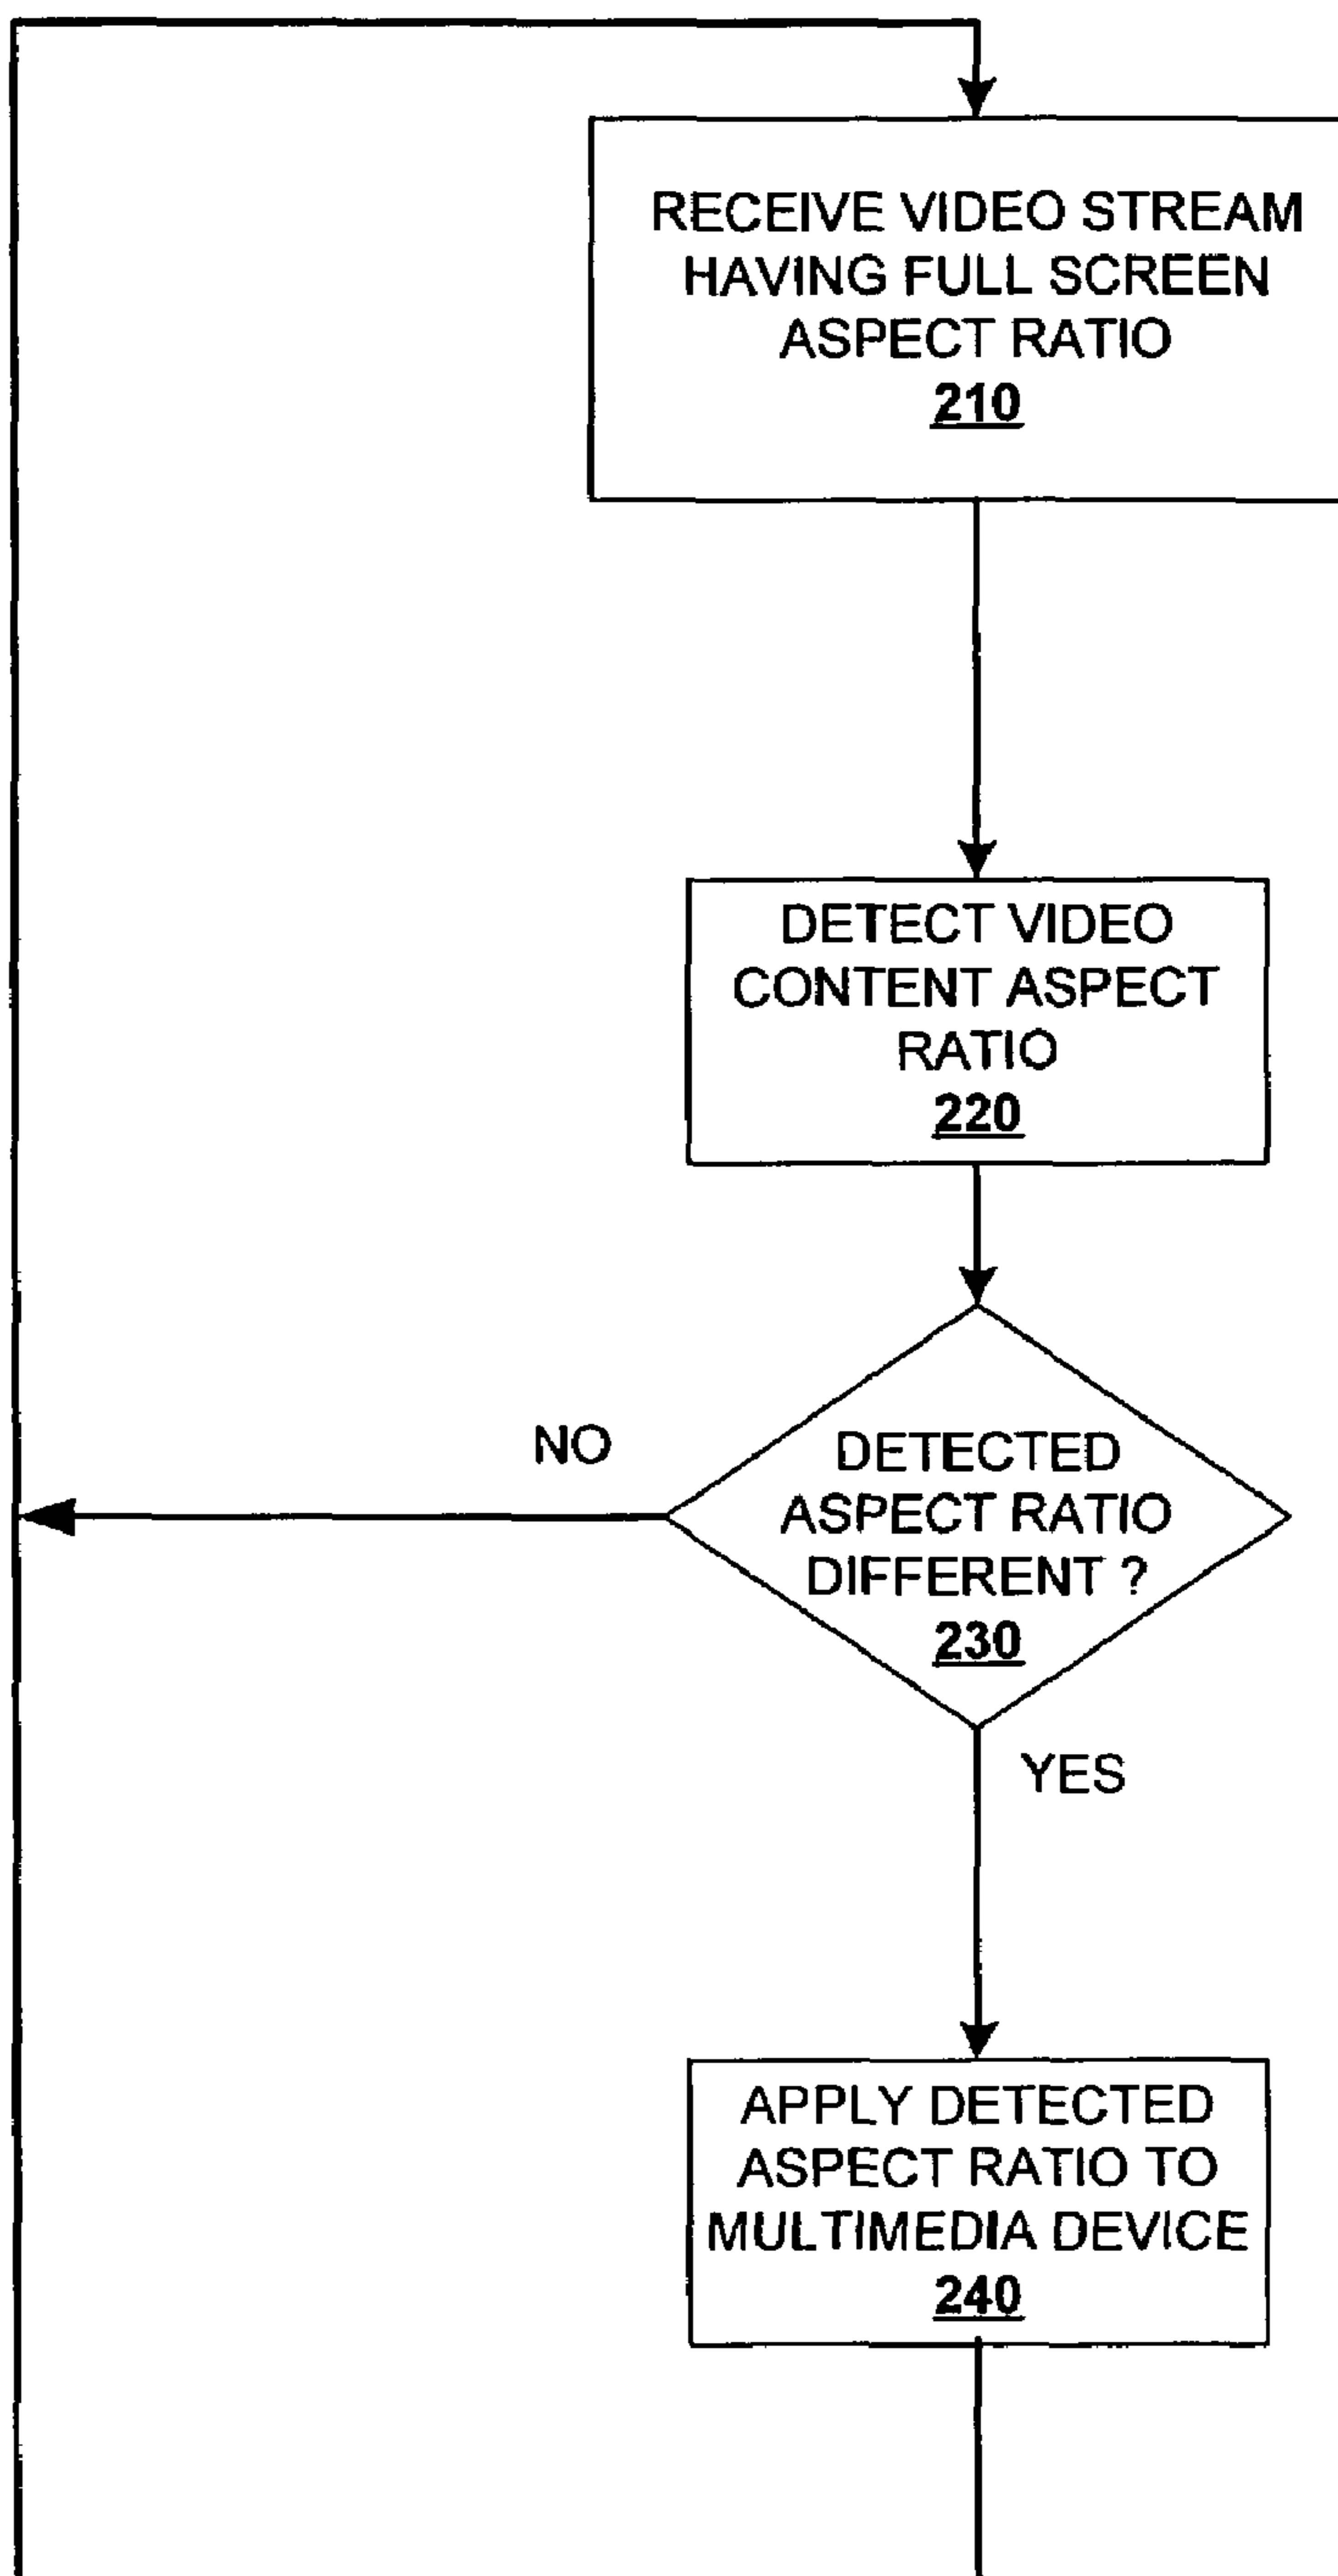 RECEIVE VIDEO STREAM
HAVING FULL SCREEN
ASPECT RATIO
210
DETECT VIDEO
CONTENT ASPECT
RATIO
220
NO
DETECTED
ASPECT RATIO
DIFFERENT ?
230
YES
APPLY DETECTED
ASPECT RATIO TO
MULTIMEDIA DEVICE
240